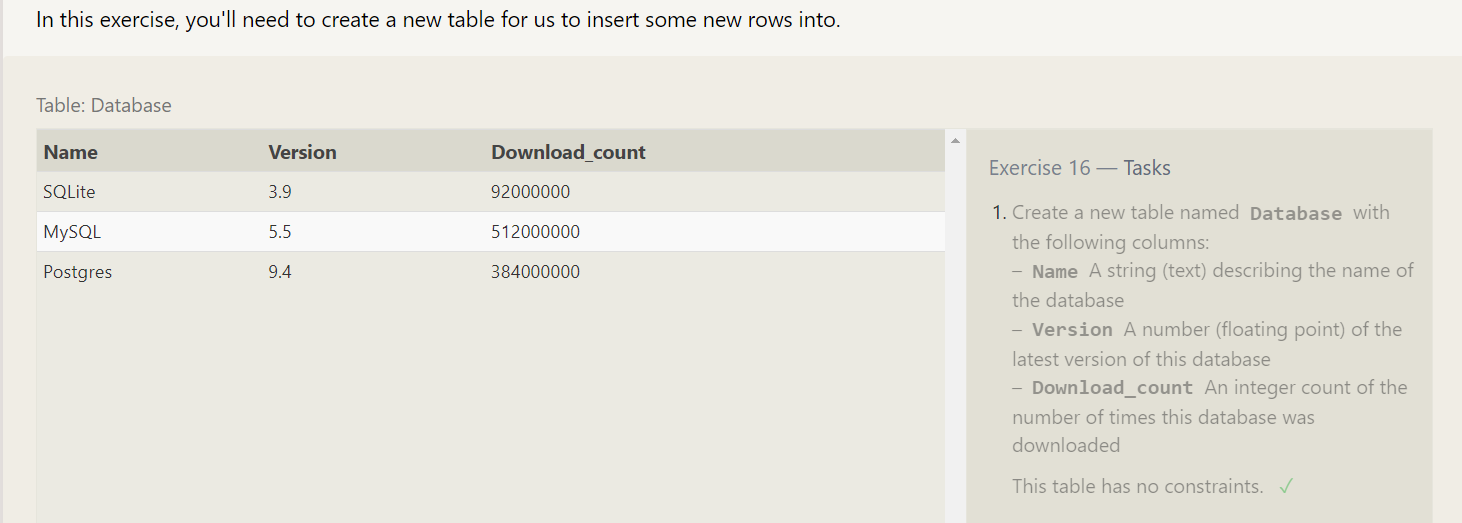 In this exercise, you'll need to create a new table for us to insert some new rows into.
Table: Database
Name Version Download_count
SQLite 3.9 92000000
MySQL 5.5 512000000
Postgres 9.4 384000000
Exercise 16 — Tasks
1. Create a new table named Database with
the following columns:
– Name A string (text) describing the name of
the database
– Version A number (floating point) of the
latest version of this database
– Download_count An integer count of the
number of times this database was
downloaded
This table has no constraints. ✓